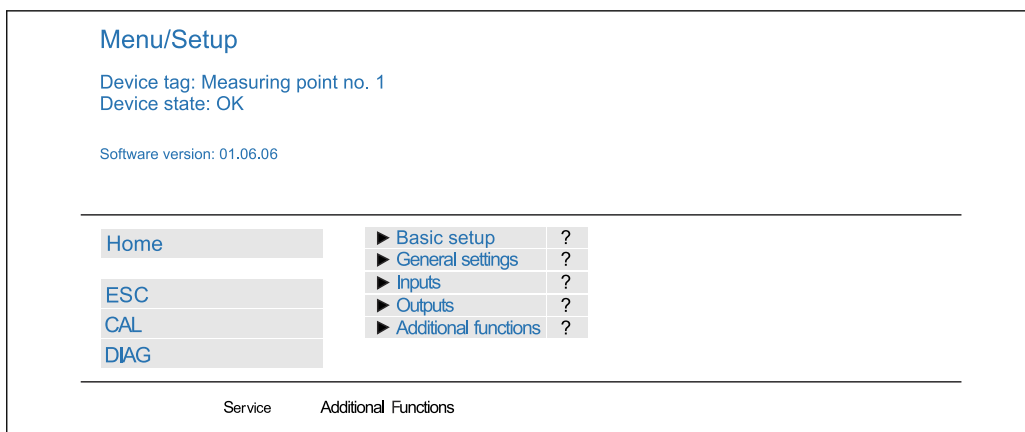 Menu/Setup
Device tag: Measuring point no. 1
Device state: OK
Software version: 01.06.06
Home
ESC
CAL
DIAG
► Basic setup ?
► General settings ?
► Inputs ?
► Outputs ?
► Additional functions ?
Service Additional Functions